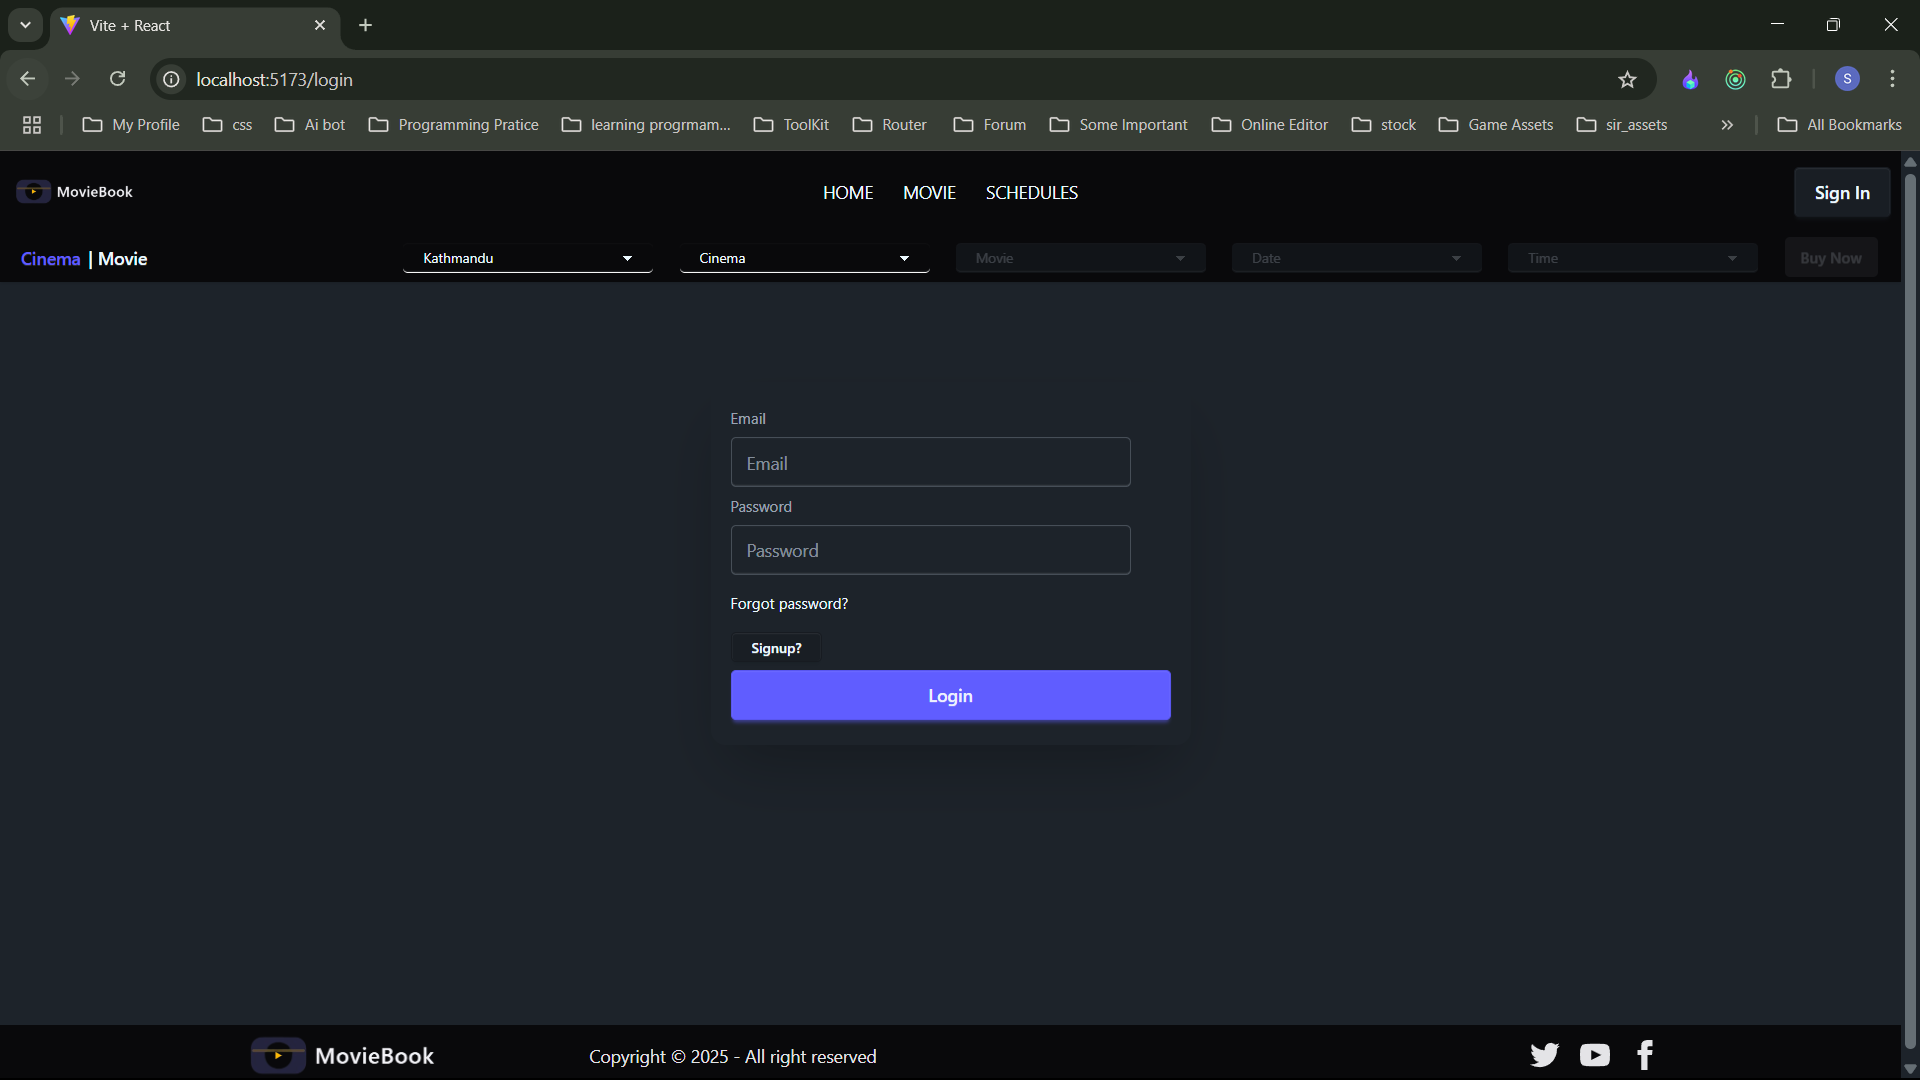 Vite + React
localhost:5173/login
S
My Profile css Ai bot Programming Pratice learning progrmam... ToolKit Router Forum Some Important Online Editor stock Game Assets sir_assets » All Bookmarks
MovieBook HOME MOVIE SCHEDULES Sign In
Cinema | Movie Kathmandu Cinema Movie Date Time Buy Now
Email
Email
Password
Password
Forgot password?
Signup?
Login
MovieBook Copyright © 2025 - All right reserved